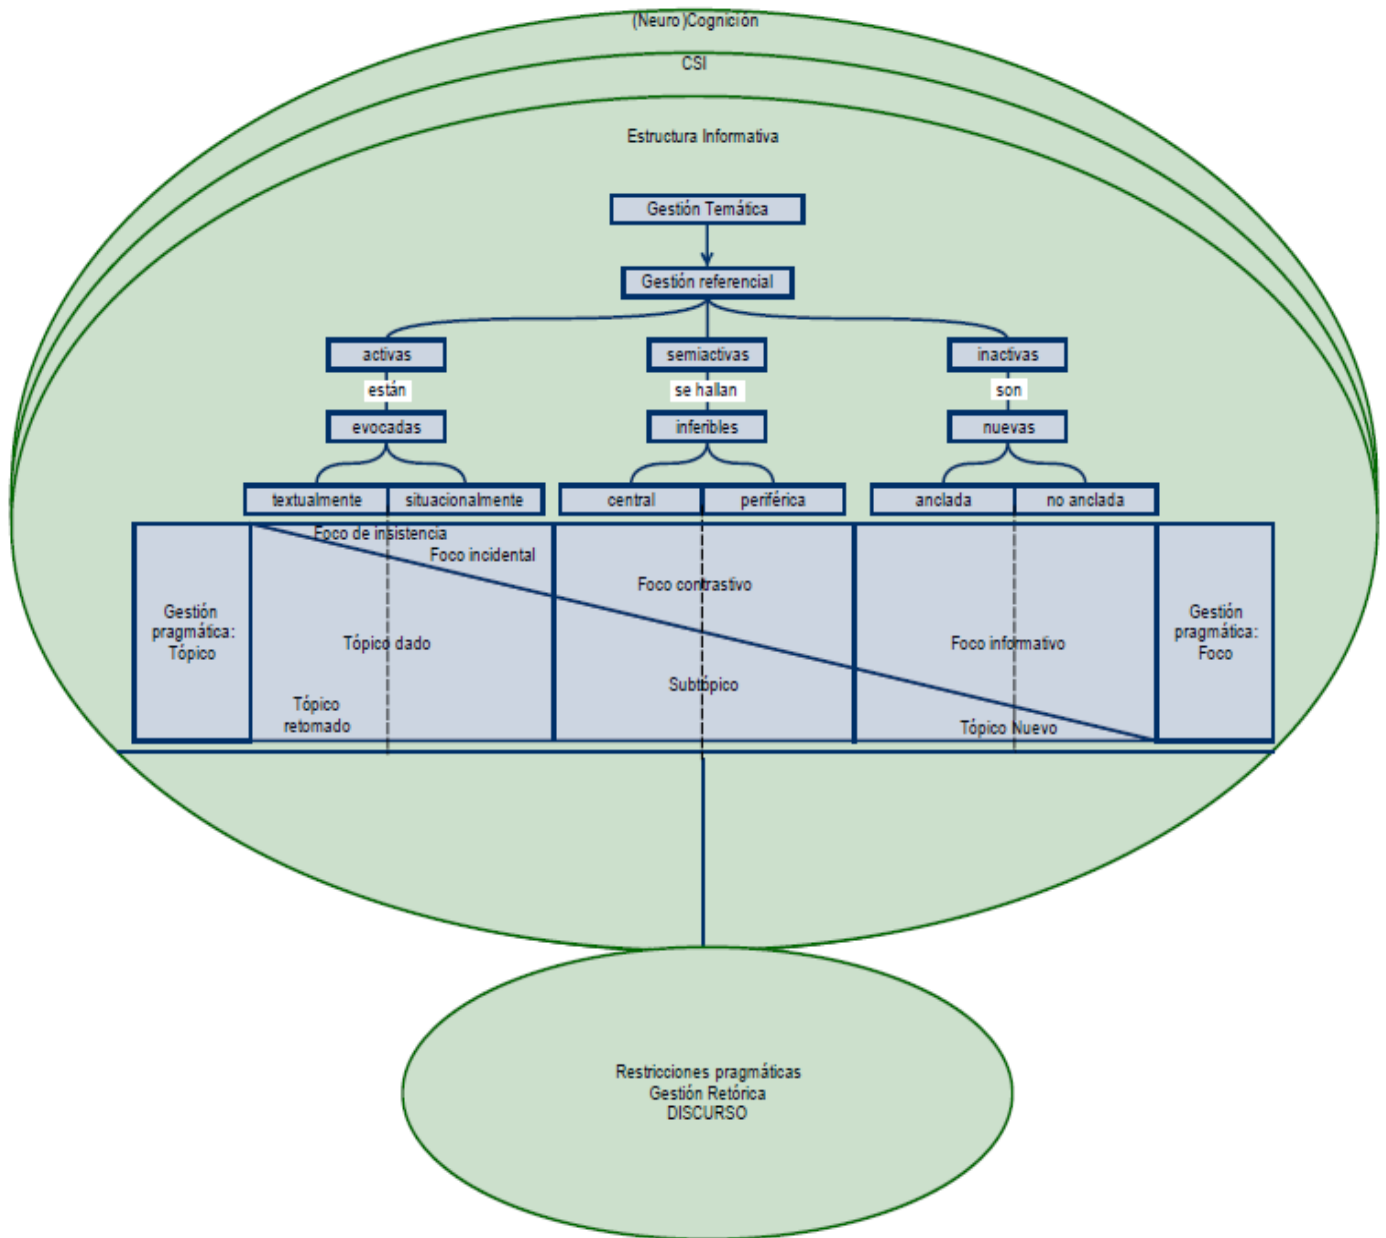 (Neuro)Cognición
CSI
Estructura Informativa
Gestión Temática
Gestión referencial
activas
semiactivas
inactivas
están
se hallan
son
evocadas
inferibles
nuevas
textualmente
situacionalmente
central
periférica
anclada
no anclada
Foco de insistencia
Foco incidental
Foco contrastivo
Gestión
pragmática:
Tópico
Tópico dado
Foco informativo
Gestión
pragmática:
Foco
Subtópico
Tópico
retomado
Tópico Nuevo
Restricciones pragmáticas
Gestión Retórica
DISCURSO